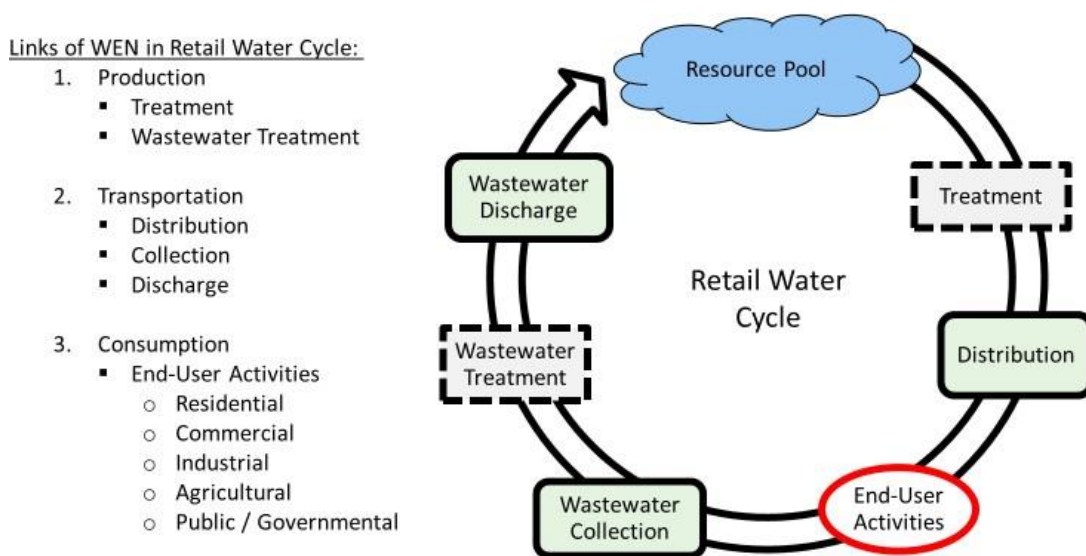 Links of WEN in Retail Water Cycle:
1. Production
▪ Treatment
▪ Wastewater Treatment
2. Transportation
▪ Distribution
▪ Collection
▪ Discharge
3. Consumption
▪ End-User Activities
○ Residential
○ Commercial
○ Industrial
○ Agricultural
○ Public / Governmental
Resource Pool
Treatment
Distribution
End-User
Activities
Wastewater
Collection
Wastewater
Treatment
Wastewater
Discharge
Retail Water
Cycle